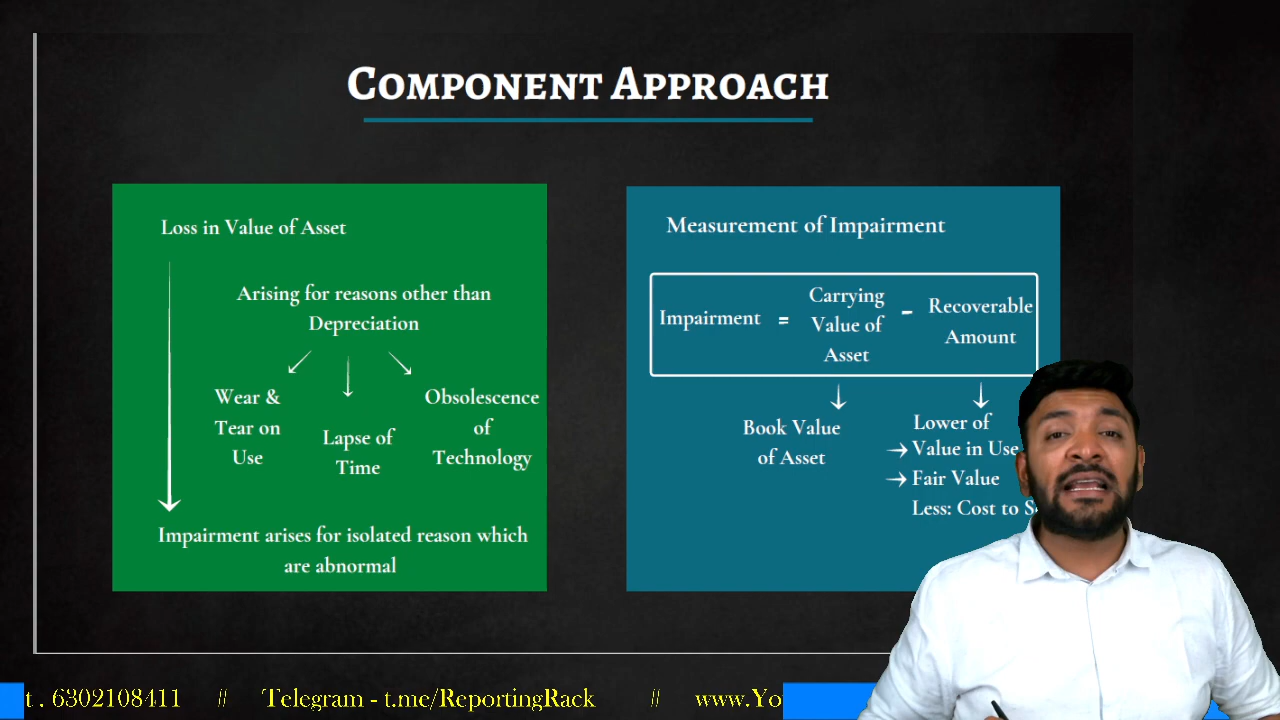 COMPONENT APPROACH
Loss in Value of Asset
Arising for reasons other than
Depreciation
Wear &
Tear on
Use
Lapse of
Time
Obsolescence
of
Technology
Impairment arises for isolated reason which
are abnormal
Measurement of Impairment
Impairment = Carrying
Value of
Asset
- Recoverable
Amount
Book Value
of Asset
Lower of
→ Value in Use
→ Fair Value
Less: Cost to
t . 6302108411 // Telegram - t.me/ReportingRack // www.Yo